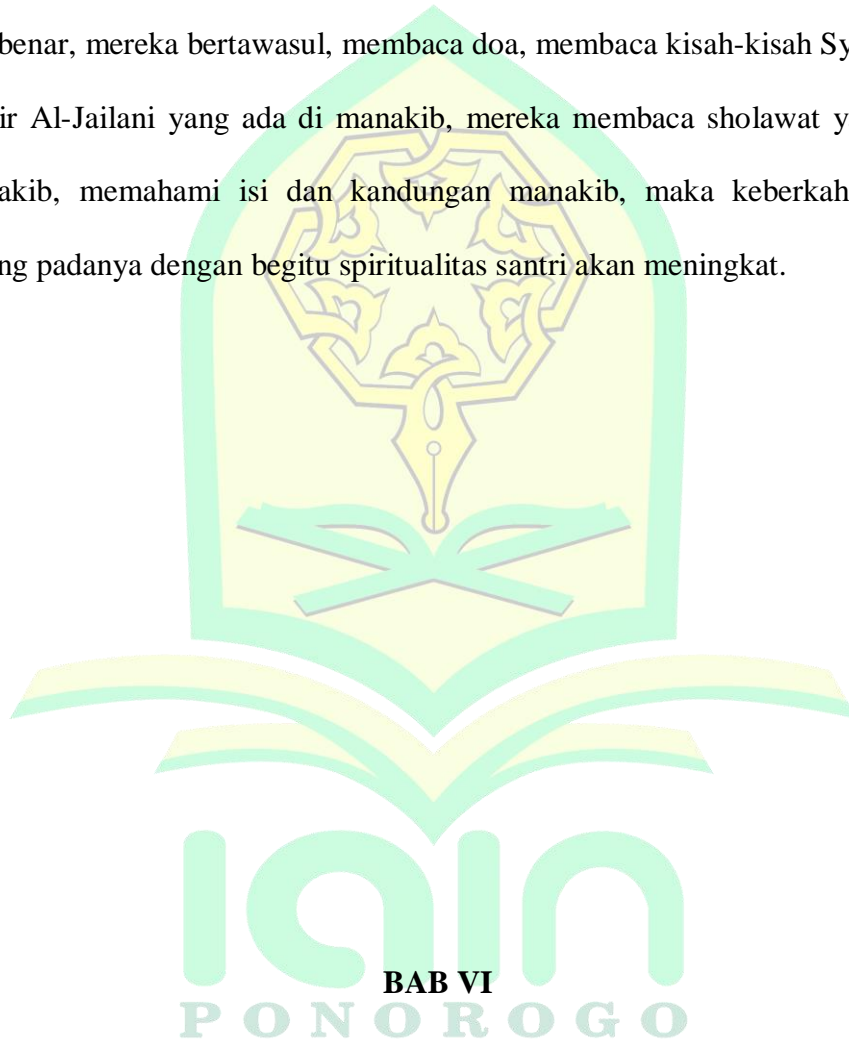 benar, mereka bertawasul, membaca doa, membaca kisah-kisah Sy
ir Al-Jailani yang ada di manakib, mereka membaca sholawat y
akib, memahami isi dan kandungan manakib, maka keberkah
ng padanya dengan begitu spiritualitas santri akan meningkat.
iain
BAB VI
PONOROGO